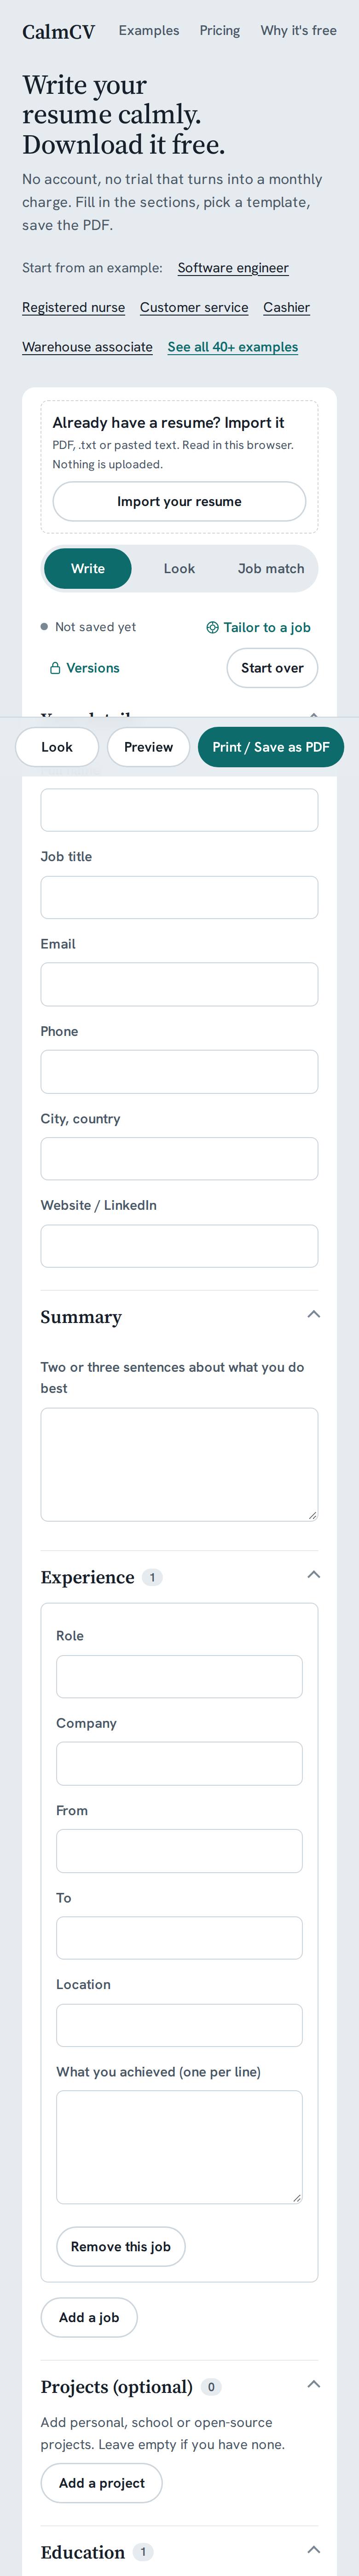 CalmCV Examples Pricing Why it's free
Write your
resume calmly.
Download it free.
No account, no trial that turns into a monthly
charge. Fill in the sections, pick a template,
save the PDF.
Start from an example: Software engineer
Registered nurse Customer service Cashier
Warehouse associate See all 40+ examples
Already have a resume? Import it
PDF, .txt or pasted text. Read in this browser.
Nothing is uploaded.
Import your resume
Write Look Job match
Not saved yet Tailor to a job
Versions Start over
Look Preview Print / Save as PDF
Job title
Email
Phone
City, country
Website / LinkedIn
Summary
Two or three sentences about what you do
best
Experience 1
Role
Company
From
To
Location
What you achieved (one per line)
Remove this job
Add a job
Projects (optional) 0
Add personal, school or open-source
projects. Leave empty if you have none.
Add a project
Education 1